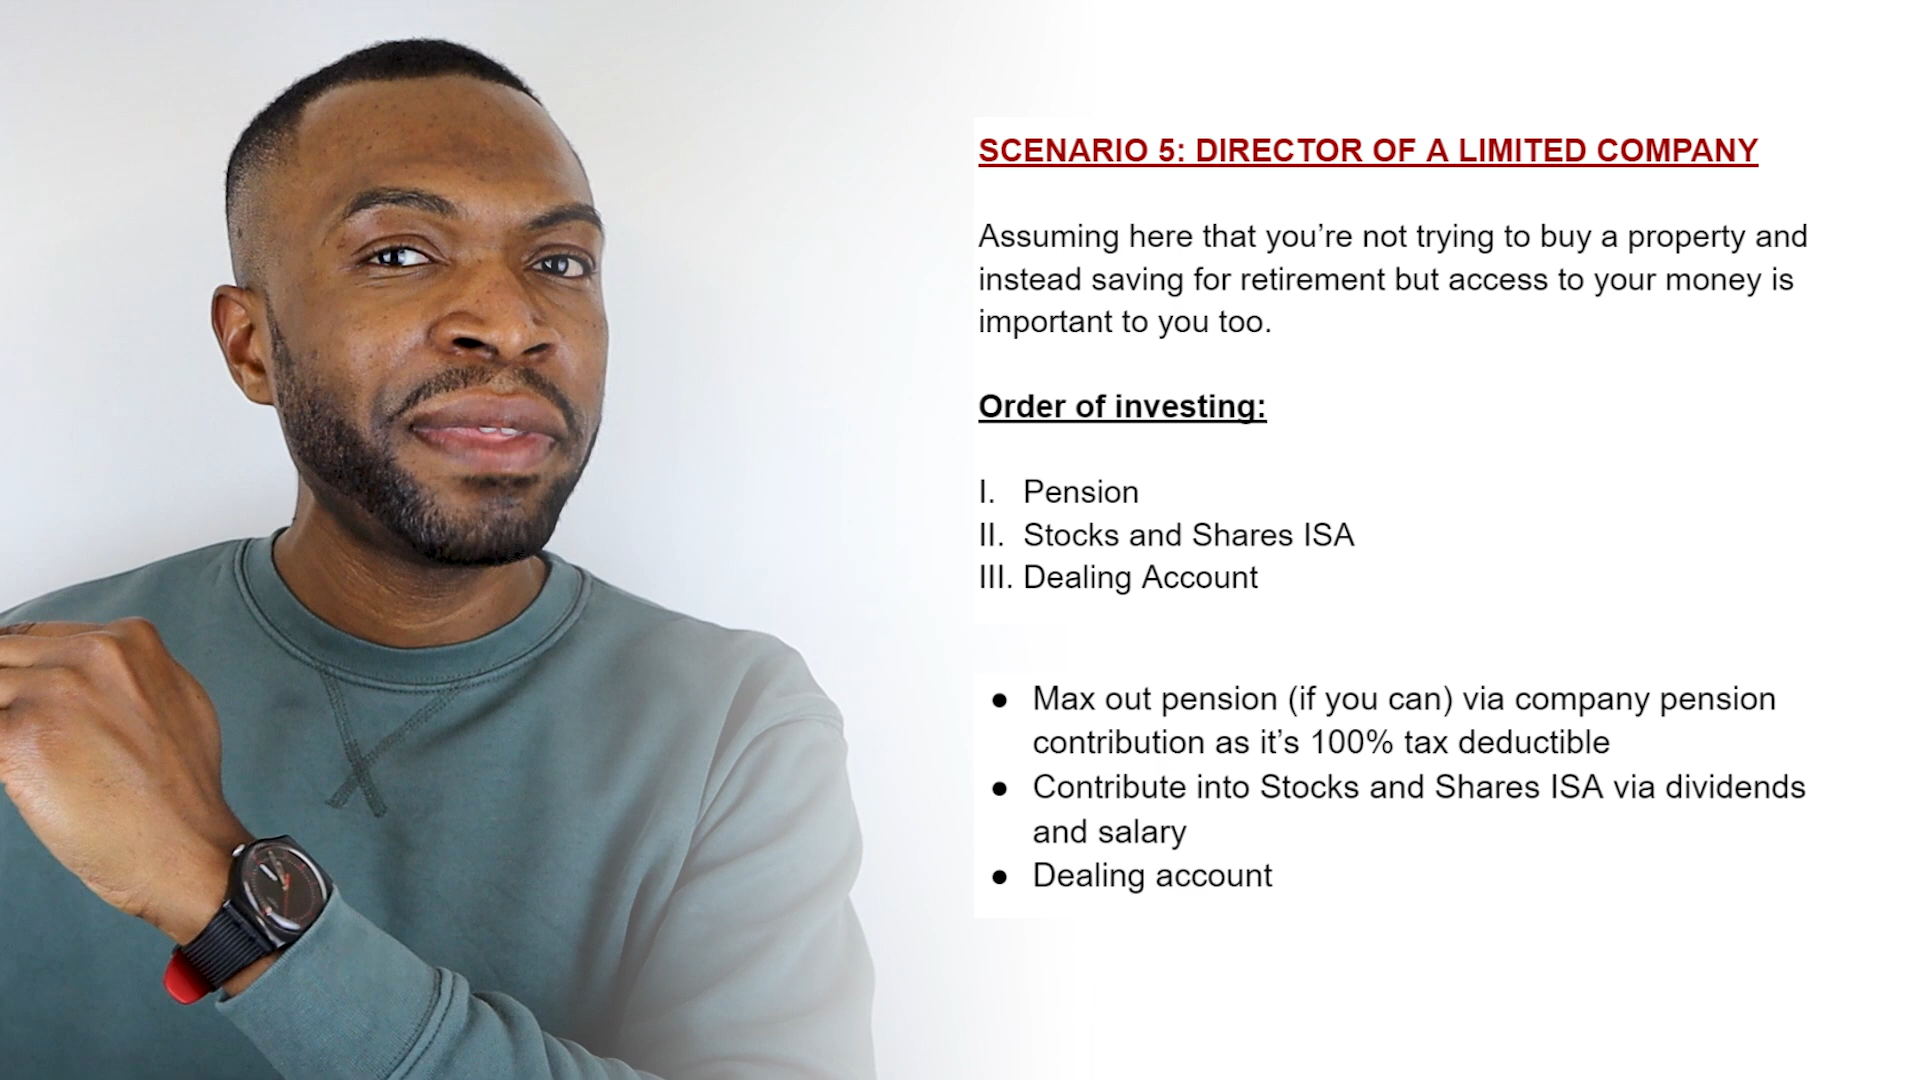 SCENARIO 5: DIRECTOR OF A LIMITED COMPANY
Assuming here that you’re not trying to buy a property and
instead saving for retirement but access to your money is
important to you too.
Order of investing:
I. Pension
II. Stocks and Shares ISA
III. Dealing Account
● Max out pension (if you can) via company pension
contribution as it’s 100% tax deductible
● Contribute into Stocks and Shares ISA via dividends
and salary
● Dealing account